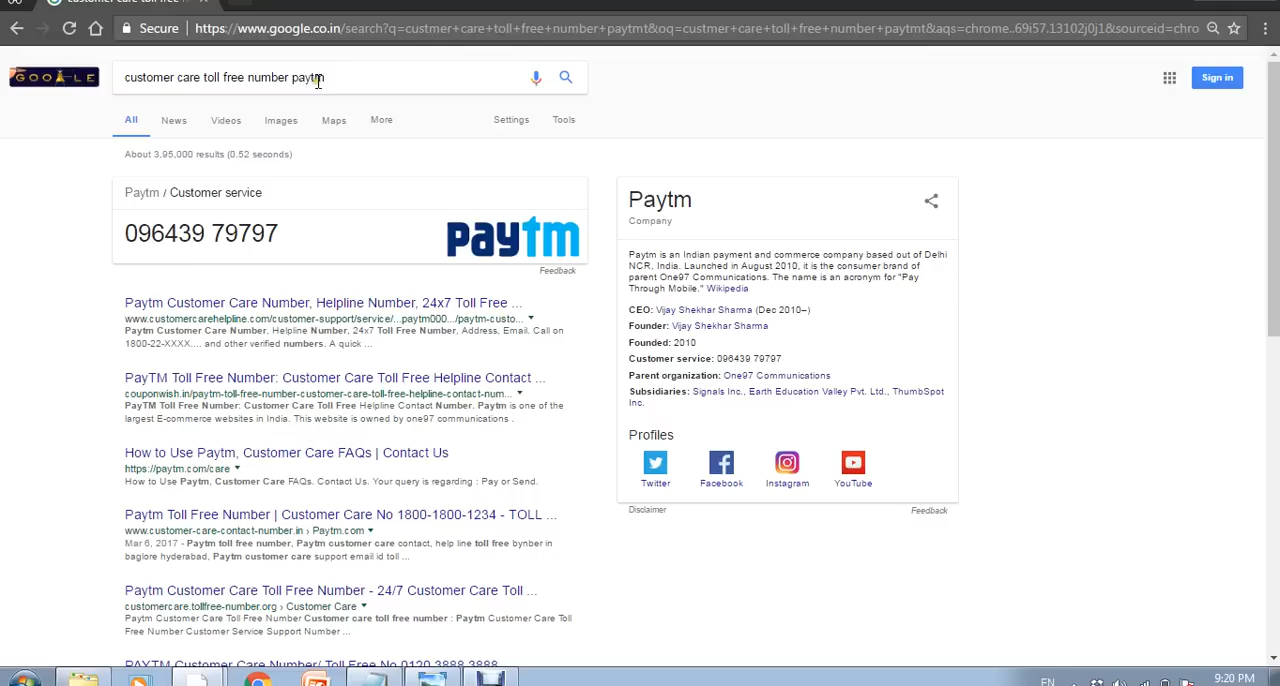 customer care toll free number
Secure https://www.google.co.in/search?q=custmer+care+toll+free+number+paytmt&oq=customer+care+toll+free+number+paytmt&aqs=chrome..69i57.13102j0j1&sourceid=chro
GOOGLE customer care toll free number paytm Sign in
All News Videos Images Maps More Settings Tools
About 3,95,000 results (0.52 seconds)
Paytm / Customer service
096439 79797 paytm
Feedback
Paytm Customer Care Number, Helpline Number, 24x7 Toll Free ...
www.customercarehelpline.com/customer-support/service/...paytm000.../paytm-custo...
Paytm Customer Care Number, Helpline Number, 24x7 Toll Free Number, Address, Email. Call on
1800-22-XXXX.... and other verified numbers. A quick ...
PayTM Toll Free Number: Customer Care Toll Free Helpline Contact ...
couponwish.in/paytm-toll-free-number-customer-care-toll-free-helpline-contact-num...
PayTM Toll Free Number. Customer Care Toll Free Helpline Contact Number. Paytm is one of the
largest E-commerce websites in India. This website is owned by one97 communications .
How to Use Paytm, Customer Care FAQs | Contact Us
https://paytm.com/care
How to Use Paytm, Customer Care FAQs. Contact Us. Your query is regarding : Pay or Send.
Paytm Toll Free Number | Customer Care No 1800-1800-1234 - TOLL ...
www.customer-care-contact-number.in › Paytm.com
Mar 6, 2017 - Paytm toll free number, Paytm customer care contact, help line toll free bynber in
baglore hyderabad, Paytm customer care support email id toll ...
Paytm Customer Care Toll Free Number - 24/7 Customer Care Toll ...
customercare.tollfree-number.org › Customer Care
Paytm Customer Care Toll Free Number Customer care toll free number : Paytm Customer Care Toll
Free Number Customer Service Support Number ...
PAYTM Customer Care Number/ Toll Free No 0120 3888 3888
Paytm
Company
Paytm is an Indian payment and commerce company based out of Delhi
NCR, India. Launched in August 2010, it is the consumer brand of
parent One97 Communications. The name is an acronym for "Pay
Through Mobile." Wikipedia
CEO: Vijay Shekhar Sharma (Dec 2010–)
Founder: Vijay Shekhar Sharma
Founded: 2010
Customer service: 096439 79797
Parent organization: One97 Communications
Subsidiaries: Signals Inc., Earth Education Valley Pvt. Ltd., ThumbSpot
Inc.
Profiles
Twitter Facebook Instagram YouTube
Disclaimer Feedback
EN 9:20 PM